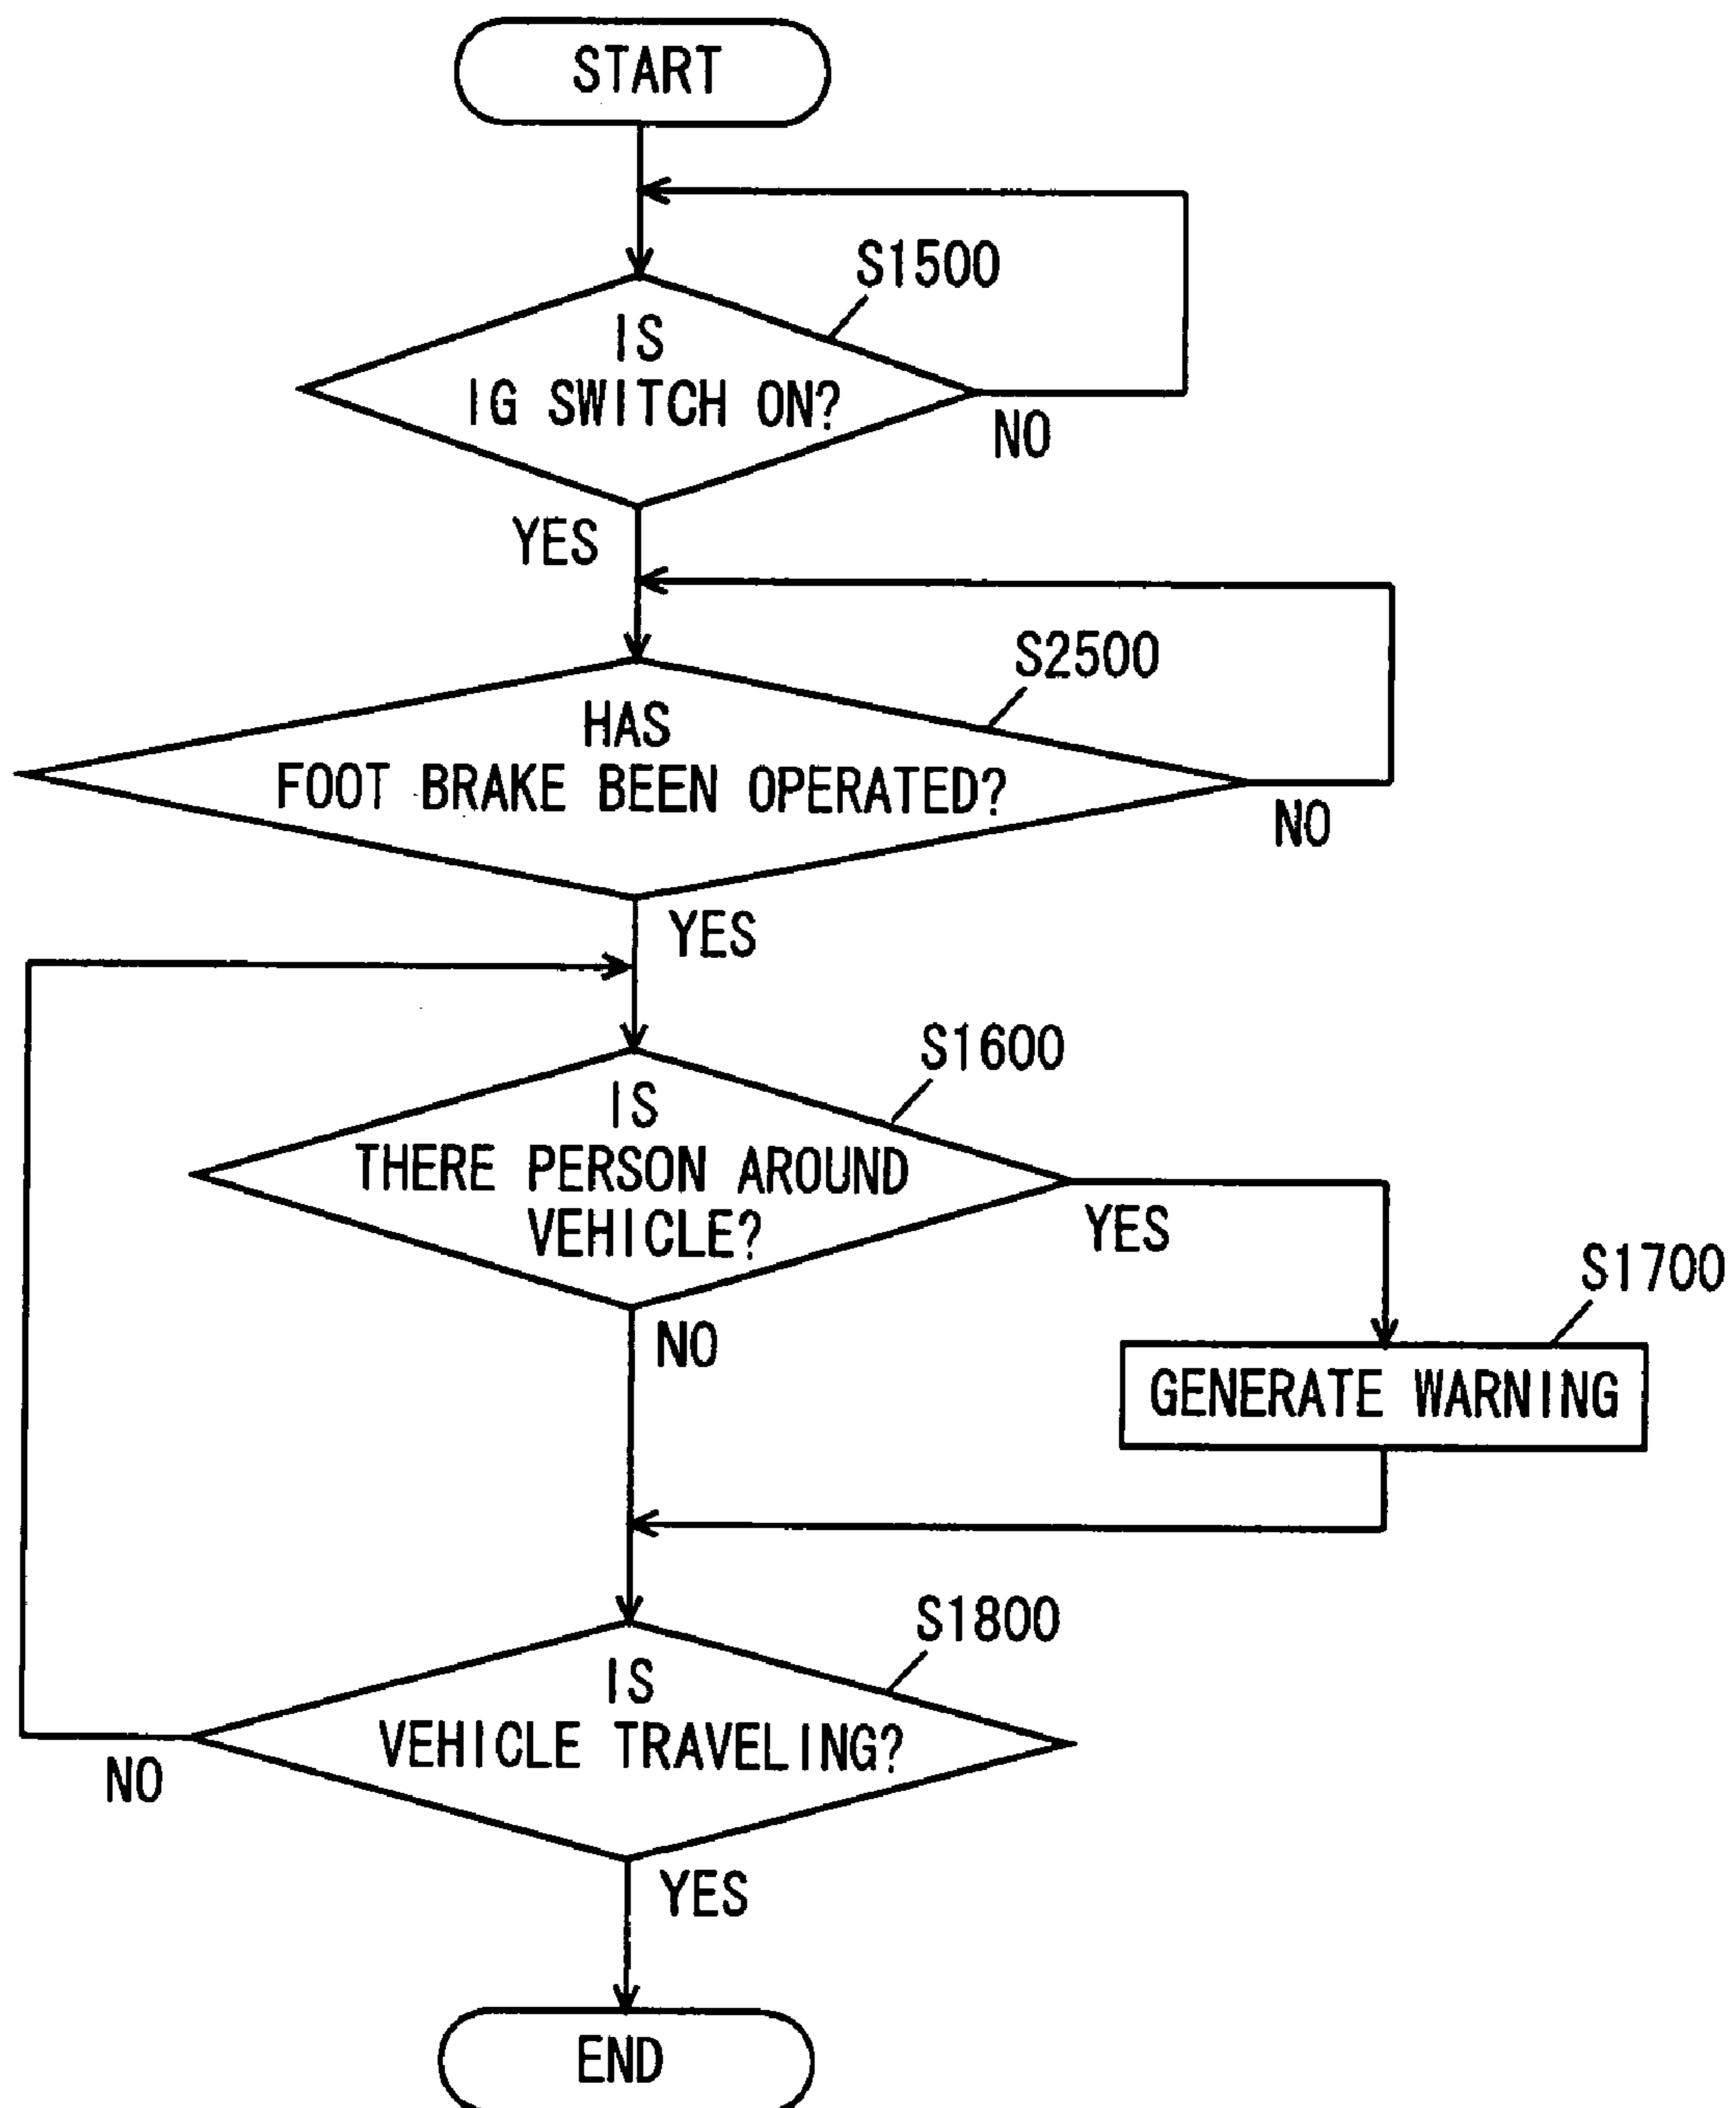 START
S1500
IS
IG SWITCH ON?
NO
YES
S2500
HAS
FOOT BRAKE BEEN OPERATED?
NO
YES
S1600
IS
THERE PERSON AROUND
VEHICLE?
YES
S1700
NO
GENERATE WARNING
S1800
IS
VEHICLE TRAVELING?
NO
YES
END